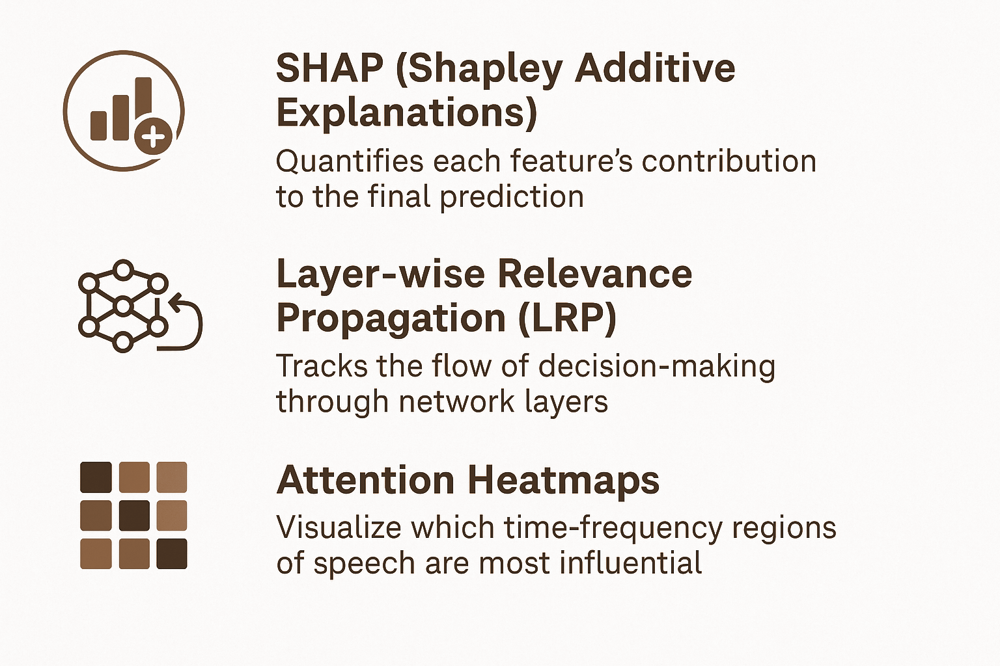 SHAP (Shapley Additive
Explanations)
Quantifies each feature’s contribution
to the final prediction
Layer-wise Relevance
Propagation (LRP)
Tracks the flow of decision-making
through network layers
Attention Heatmaps
Visualize which time-frequency regions
of speech are most influential